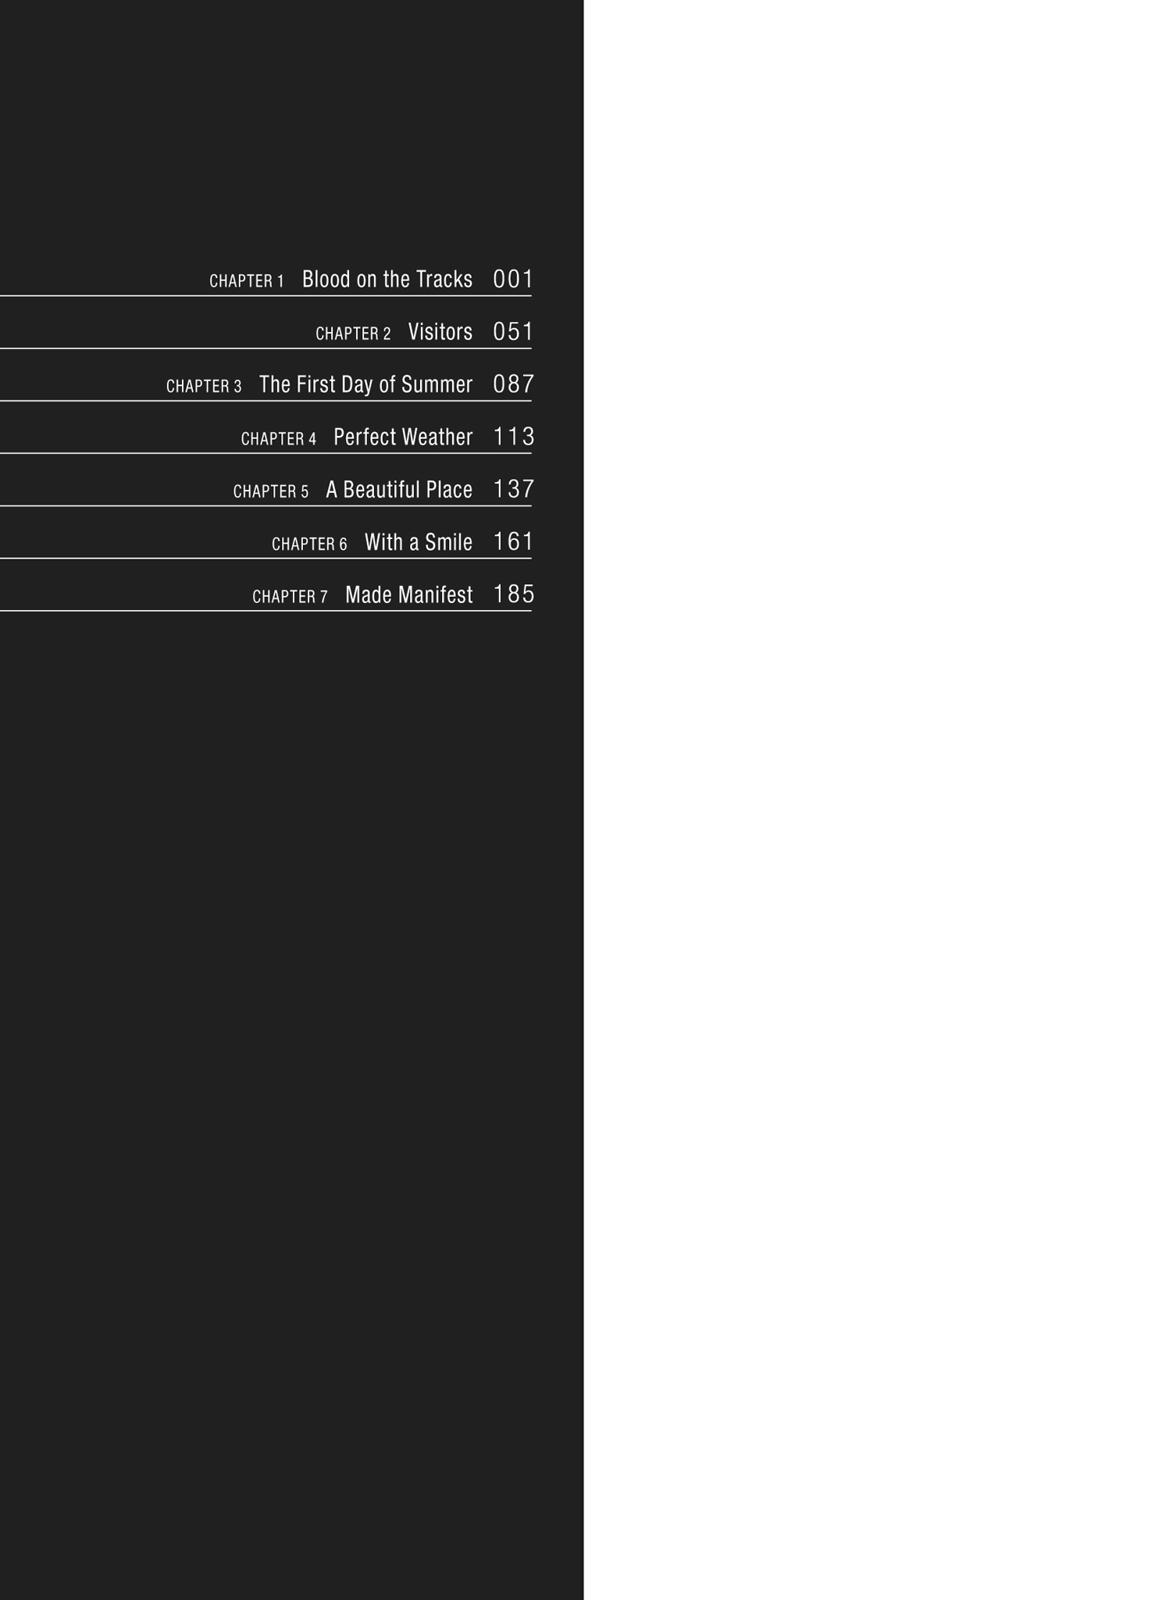 CHAPTER 1 Blood on the Tracks 001
CHAPTER 2 Visitors 051
CHAPTER 3 The First Day of Summer 087
CHAPTER 4 Perfect Weather 113
CHAPTER 5 A Beautiful Place 137
CHAPTER 6 With a Smile 161
CHAPTER 7 Made Manifest 185